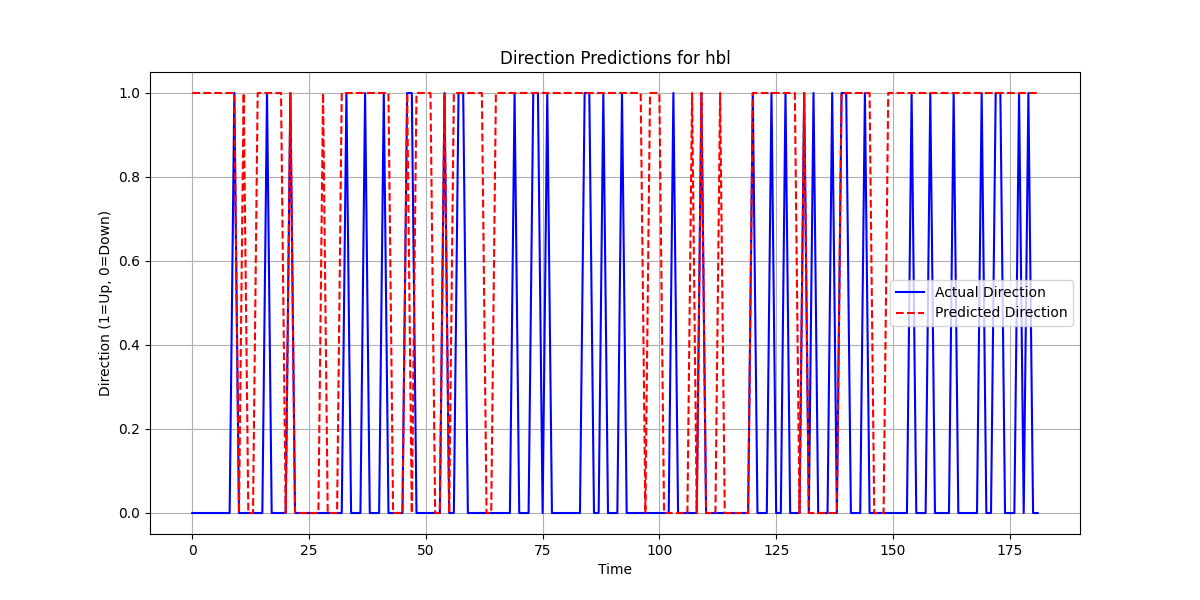 Direction Predictions for hbl
Direction (1=Up, 0=Down)
1.0
0.8
0.6
0.4
0.2
0.0
Actual Direction
Predicted Direction
0 25 50 75 100 125 150 175
Time